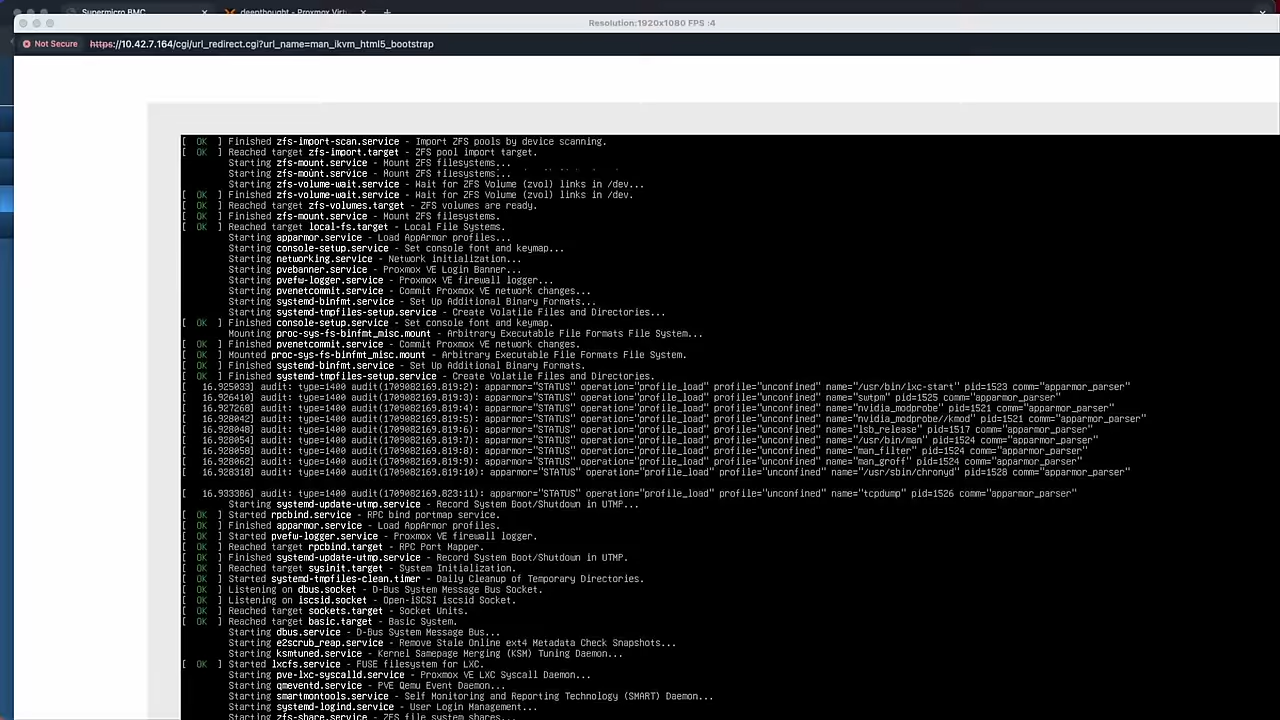 Supermicro BMC
deepthought - Proxmox Virtu
Resolution:1920x1080 FPS :4
Not Secure https://10.42.7.164/cgi/url_redirect.cgi?url_name=man_ikvm_html5_bootstrap
[ OK ] Finished zfs-import-scan.service - Import ZFS pools by device scanning.
[ OK ] Reached target zfs-import.target - ZFS pool import target.
Starting zfs-mount.service - Mount ZFS filesystems...
Starting zfs-mount.service - Mount ZFS filesystems...
Starting zfs-volume-wait.service - Wait for ZFS Volume (zvol) links in /dev...
[ OK ] Finished zfs-volume-wait.service - Wait for ZFS Volume (zvol) links in /dev.
[ OK ] Reached target zfs-volumes.target - ZFS volumes are ready.
[ OK ] Finished zfs-mount.service - Mount ZFS filesystems.
[ OK ] Reached target local-fs.target - Local File Systems.
Starting apparmor.service - Load AppArmor profiles...
Starting console-setup.service - Set console font and keymap...
Starting networking.service - Network initialization...
Starting pvebanner.service - Proxmox VE Login Banner...
Starting pvefw-logger.service - Proxmox VE firewall logger...
Starting pvenetcommit.service - Commit Proxmox VE network changes...
Starting systemd-binfmt.service - Set Up Additional Binary Formats...
Starting systemd-tmpfiles-setup.service - Create Volatile Files and Directories...
[ OK ] Finished console-setup.service - Set console font and keymap.
Mounting proc-sys-fs-binfmt_misc.mount - Arbitrary Executable File Formats File System...
[ OK ] Finished pvenetcommit.service - Commit Proxmox VE network changes.
[ OK ] Mounted proc-sys-fs-binfmt_misc.mount - Arbitrary Executable File Formats File System.
[ OK ] Finished systemd-binfmt.service - Set Up Additional Binary Formats.
[ OK ] Finished systemd-tmpfiles-setup.service - Create Volatile Files and Directories.
[ 16.925033] audit: type=1400 audit(1709082169.819:2): apparmor="STATUS" operation="profile_load" profile="unconfined" name="/usr/bin/lxc-start" pid=1523 comm="apparmor_parser"
[ 16.926410] audit: type=1400 audit(1709082169.819:3): apparmor="STATUS" operation="profile_load" profile="unconfined" name="swtpm" pid=1525 comm="apparmor_parser"
[ 16.927268] audit: type=1400 audit(1709082169.819:4): apparmor="STATUS" operation="profile_load" profile="unconfined" name="nvidia_modprobe" pid=1521 comm="apparmor_parser"
[ 16.928042] audit: type=1400 audit(1709082169.819:5): apparmor="STATUS" operation="profile_load" profile="unconfined" name="nvidia_modprobe//kmod" pid=1521 comm="apparmor_parser"
[ 16.928048] audit: type=1400 audit(1709082169.819:6): apparmor="STATUS" operation="profile_load" profile="unconfined" name="lsb_release" pid=1517 comm="apparmor_parser"
[ 16.928054] audit: type=1400 audit(1709082169.819:7): apparmor="STATUS" operation="profile_load" profile="unconfined" name="/usr/bin/man" pid=1524 comm="apparmor_parser"
[ 16.928058] audit: type=1400 audit(1709082169.819:8): apparmor="STATUS" operation="profile_load" profile="unconfined" name="man_filter" pid=1524 comm="apparmor_parser"
[ 16.928062] audit: type=1400 audit(1709082169.819:9): apparmor="STATUS" operation="profile_load" profile="unconfined" name="man_groff" pid=1524 comm="apparmor_parser"
[ 16.928318] audit: type=1400 audit(1709082169.819:10): apparmor="STATUS" operation="profile_load" profile="unconfined" name="/usr/sbin/chronyd" pid=1528 comm="apparmor_parser"
[ 16.933386] audit: type=1400 audit(1709082169.823:11): apparmor="STATUS" operation="profile_load" profile="unconfined" name="tcpdump" pid=1526 comm="apparmor_parser"
Starting systemd-update-utmp.service - Record System Boot/Shutdown in UTMP...
[ OK ] Started rpcbind.service - RPC bind portmap service.
[ OK ] Finished apparmor.service - Load AppArmor profiles.
[ OK ] Started pvefw-logger.service - Proxmox VE firewall logger.
[ OK ] Reached target rpcbind.target - RPC Port Mapper.
[ OK ] Finished systemd-update-utmp.service - Record System Boot/Shutdown in UTMP.
[ OK ] Reached target sysinit.target - System Initialization.
[ OK ] Started systemd-tmpfiles-clean.timer - Daily Cleanup of Temporary Directories.
[ OK ] Listening on dbus.socket - D-Bus System Message Bus Socket.
[ OK ] Listening on iscsid.socket - Open-iSCSI iscsid Socket.
[ OK ] Reached target sockets.target - Socket Units.
[ OK ] Reached target basic.target - Basic System.
Starting dbus.service - D-Bus System Message Bus...
Starting e2scrub_reap.service - Remove Stale Online ext4 Metadata Check Snapshots...
Starting ksmtuned.service - Kernel Samepage Merging (KSM) Tuning Daemon...
[ OK ] Started lxcfs.service - FUSE filesystem for LXC.
Starting pve-lxc-syscalld.service - Proxmox VE LXC Syscall Daemon...
Starting qmeventd.service - PVE Qemu Event Daemon...
Starting smartmontools.service - Self Monitoring and Reporting Technology (SMART) Daemon...
Starting systemd-logind.service - User Login Management...
Starting zfs-share.service - ZFS file system shares...